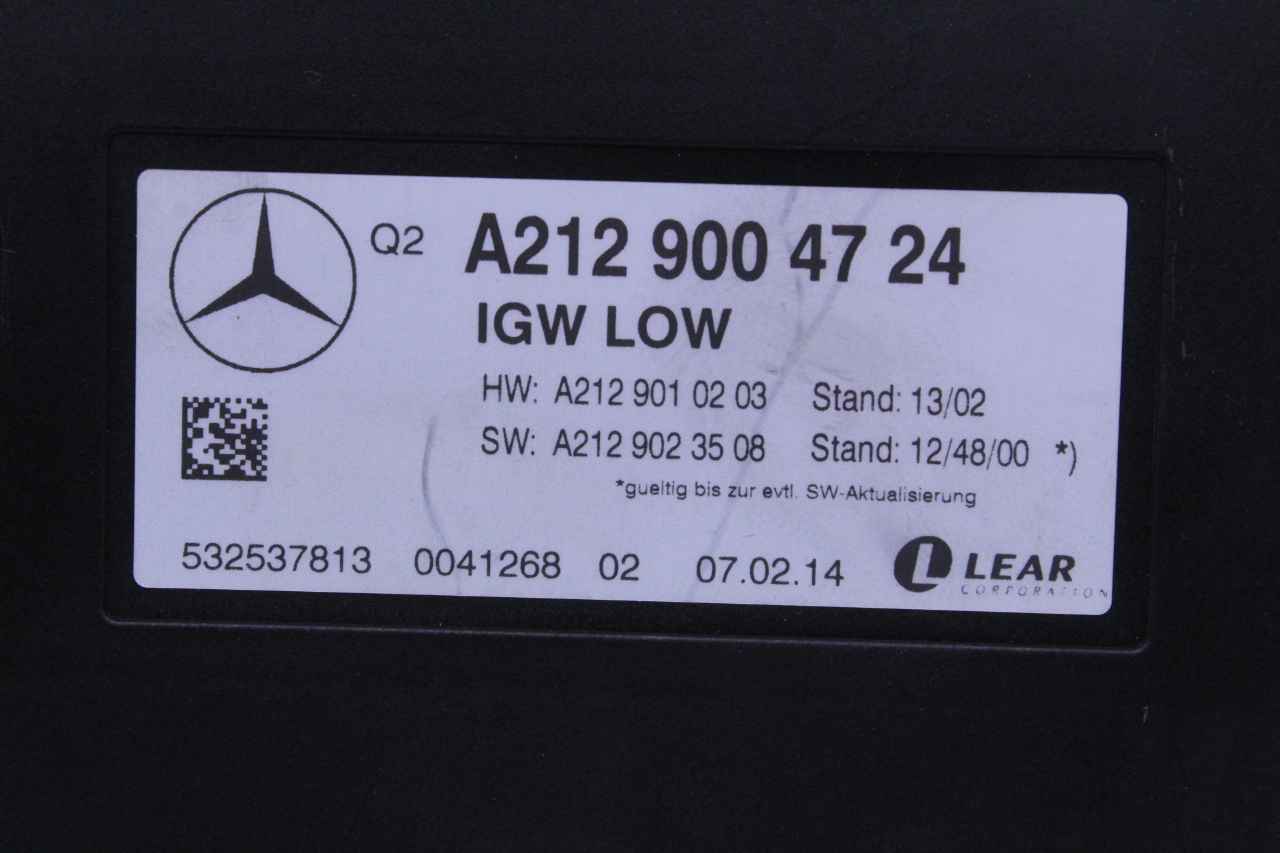 Q2 A212 900 47 24
IGW LOW
HW: A212 901 02 03 Stand: 13/02
SW: A212 902 35 08 Stand: 12/48/00 *)
*gueltig bis zur evtl. SW-Aktualisierung
532537813 0041268 02 07.02.14 LEAR
CORPORATION